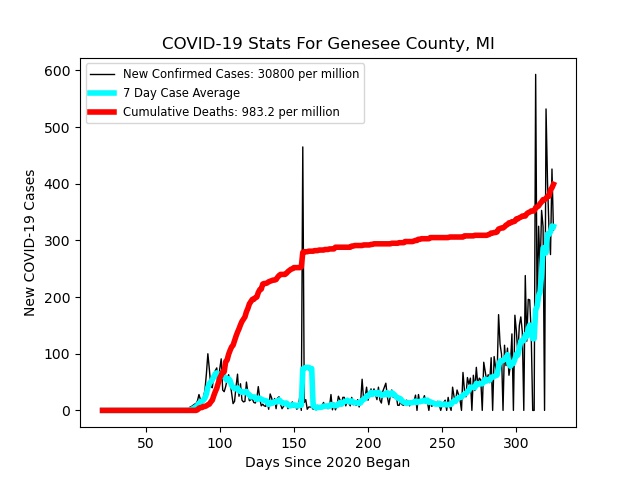 COVID-19 Stats For Genesee County, MI
New Confirmed Cases: 30800 per million
7 Day Case Average
Cumulative Deaths: 983.2 per million
New COVID-19 Cases
600
500
400
300
200
100
0
50
100
150
200
250
300
Days Since 2020 Began